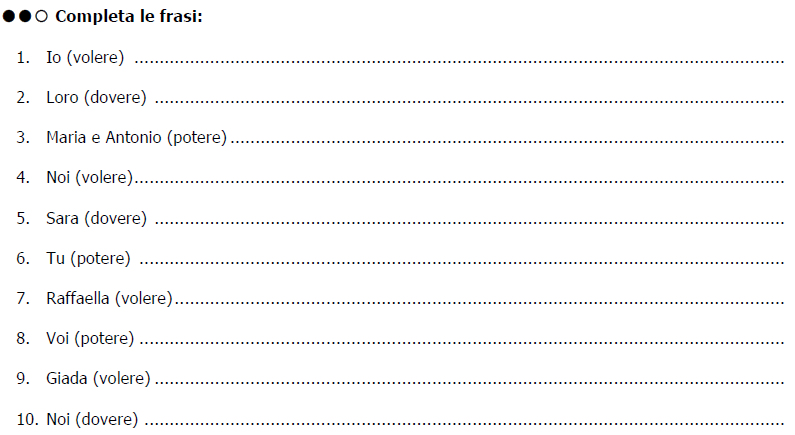 ●●○ Completa le frasi:
1. Io (volere) ........................................................................................................................
2. Loro (dovere) ........................................................................................................................
3. Maria e Antonio (potere) ........................................................................................................
4. Noi (volere)........................................................................................................................
5. Sara (dovere) ........................................................................................................................
6. Tu (potere) ........................................................................................................................
7. Raffaella (volere)................................................................................................................
8. Voi (potere) ........................................................................................................................
9. Giada (volere) ......................................................................................................................
10. Noi (dovere) ........................................................................................................................